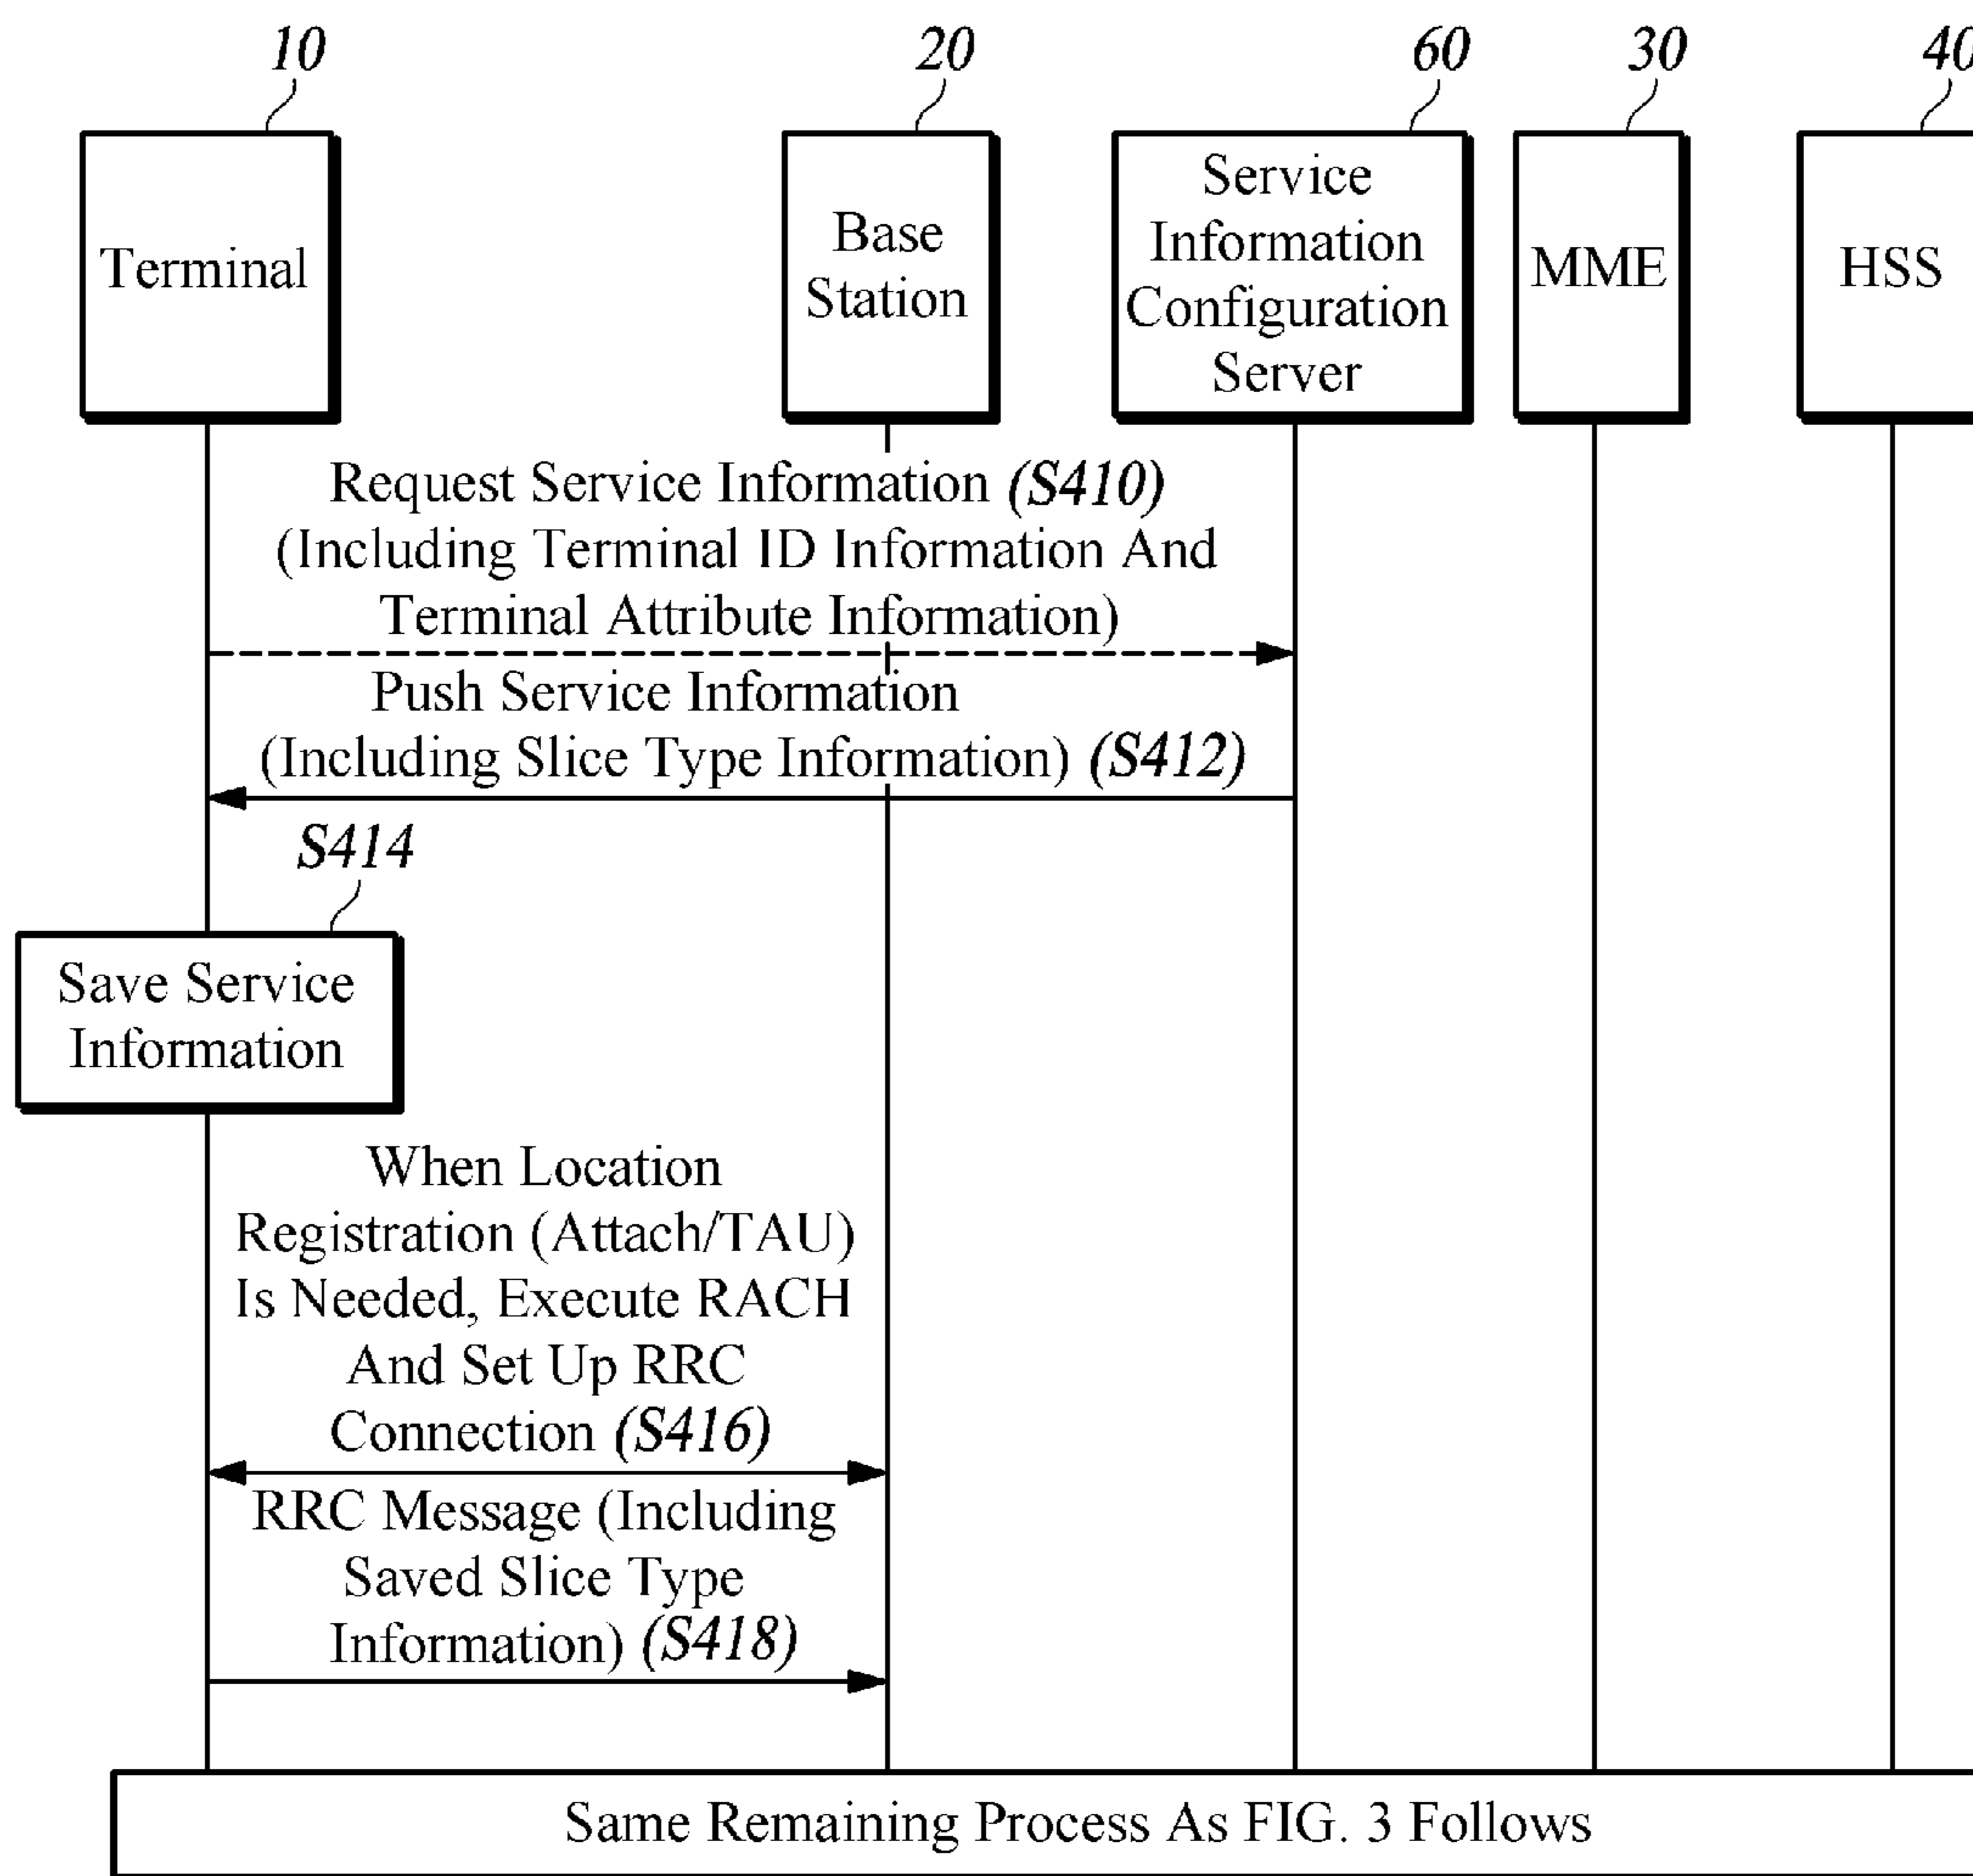 10
20
60
30
40
Terminal
Base
Station
Service
Information
Configuration
Server
MME
HSS
Request Service Information (S410)
(Including Terminal ID Information And
Terminal Attribute Information)
Push Service Information
(Including Slice Type Information) (S412)
S414
Save Service
Information
When Location
Registration (Attach/TAU)
Is Needed, Execute RACH
And Set Up RRC
Connection (S416)
RRC Message (Including
Saved Slice Type
Information) (S418)
Same Remaining Process As FIG. 3 Follows